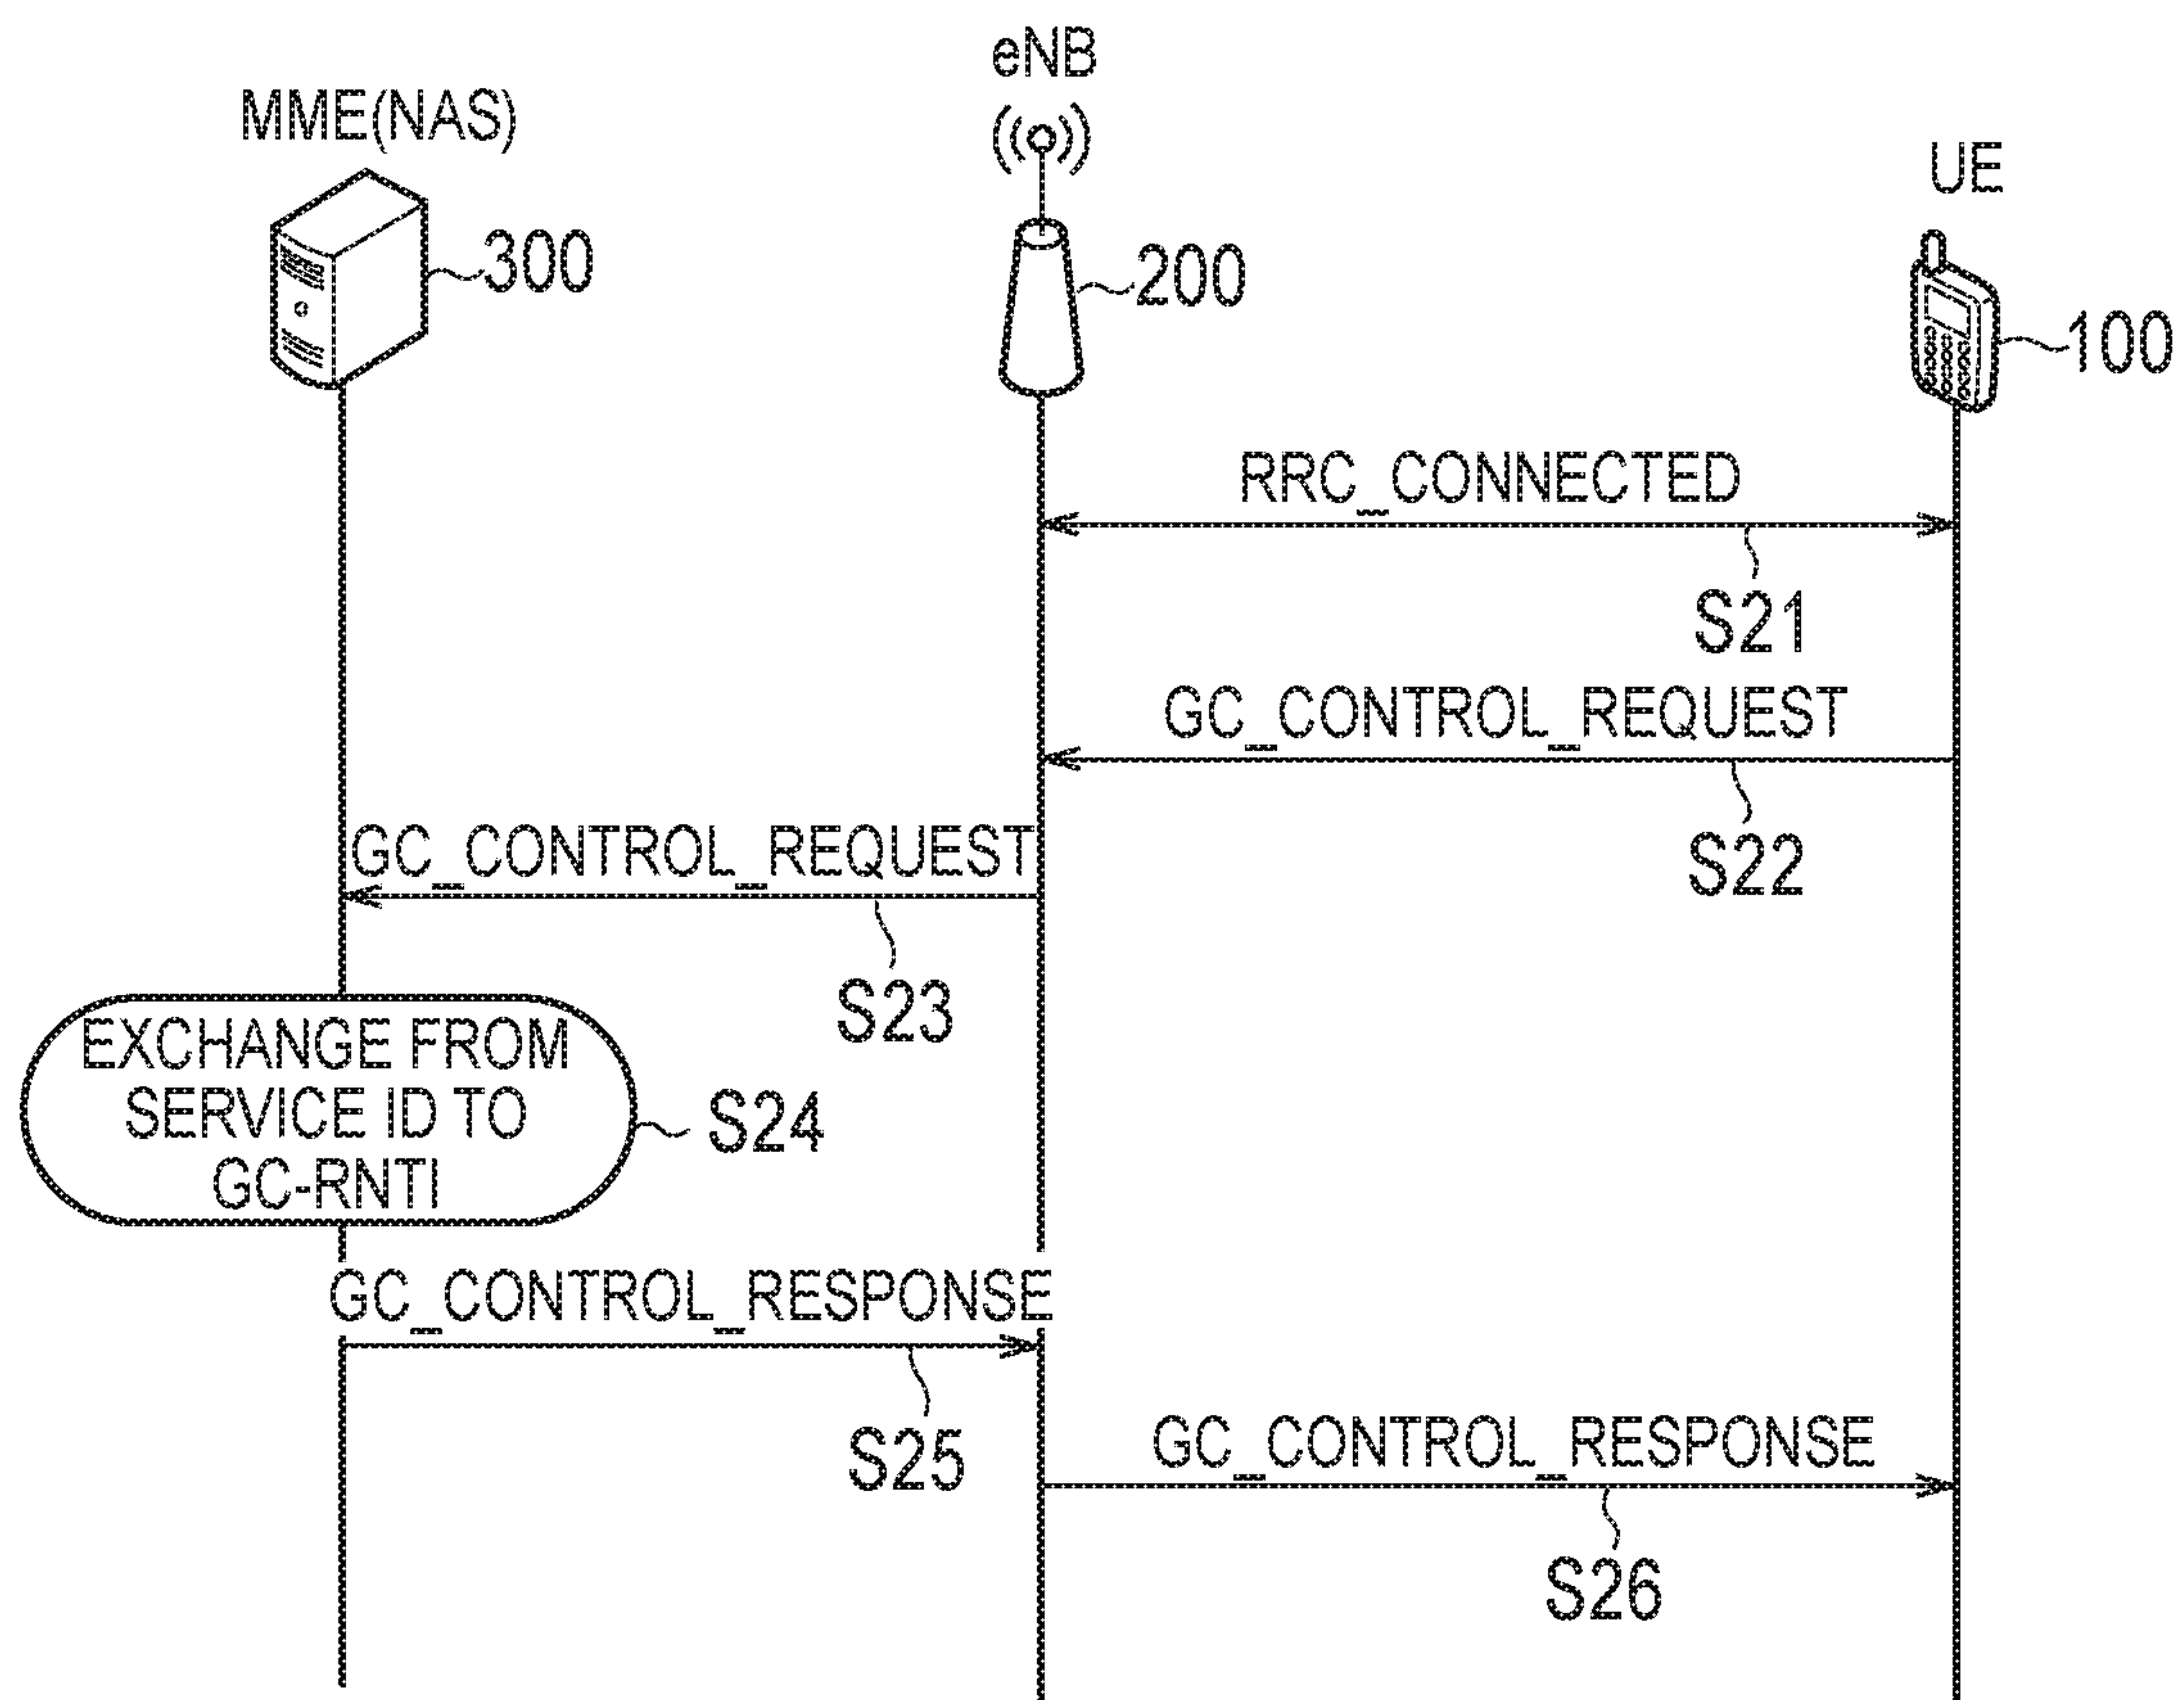 eNB
MME(NAS)
UE
300
200
100
RRC_CONNECTED
S21
GC_CONTROL_REQUEST
S22
GC_CONTROL_REQUEST
S23
EXCHANGE FROM
SERVICE ID TO
GC-RNTI
S24
GC_CONTROL_RESPONSE
S25
GC_CONTROL_RESPONSE
S26